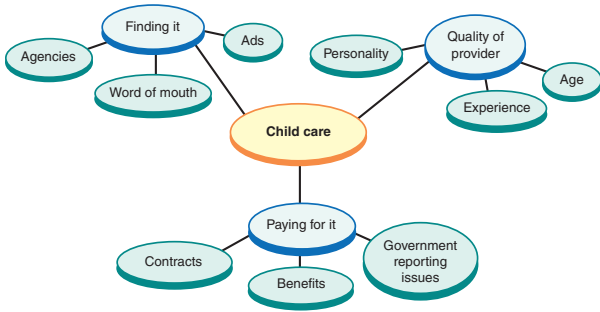 Finding it
Ads
Agencies
Word of mouth
Quality of
provider
Personality
Age
Experience
Child care
Paying for it
Contracts
Benefits
Government
reporting
issues